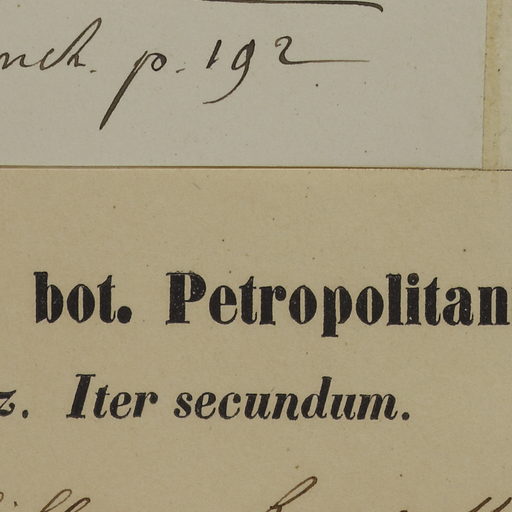 nch. p. 192
bot. Petropolitan
z. Iter secundum.